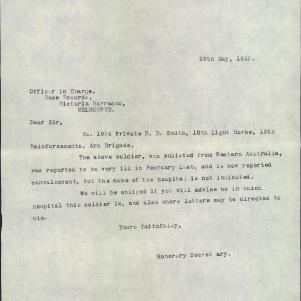 25th May, 1916.
Officer in Charge,
Base Records,
Victoria Barracks,
MELBOURNE.
Dear Sir,
No. 1924 Private R. D. Smith, 10th Light Horse, 12th
Reinforcements, 3rd Brigade.
The above soldier, who enlisted from Western Australia,
was reported to be very ill in February last, and is now reported
convalescent, but the name of the hospital is not indicated.
We will be obliged if you will advise us in which
hospital this soldier is, and also where letters may be directed to
him.
Yours faithfully,
Honorary Secretary.